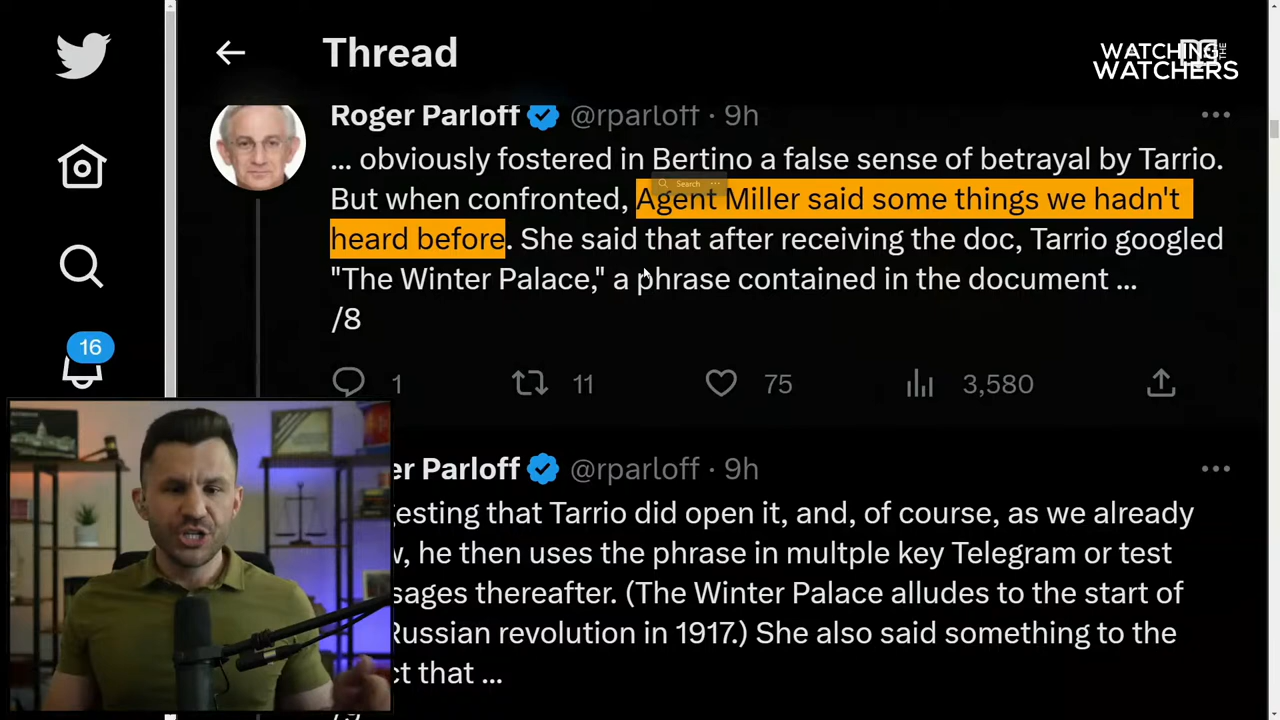 Thread
WATCHING THE
WATCHERS
Roger Parloff @rparloff · 9h
... obviously fostered in Bertino a false sense of betrayal by Tarrio.
Search ...
But when confronted, Agent Miller said some things we hadn't
heard before. She said that after receiving the doc, Tarrio googled
"The Winter Palace," a phrase contained in the document ...
/8
1 11 75 3,580
16
er Parloff @rparloff · 9h
gesting that Tarrio did open it, and, of course, as we already
w, he then uses the phrase in multple key Telegram or test
sages thereafter. (The Winter Palace alludes to the start of
Russian revolution in 1917.) She also said something to the
ct that ...
/9